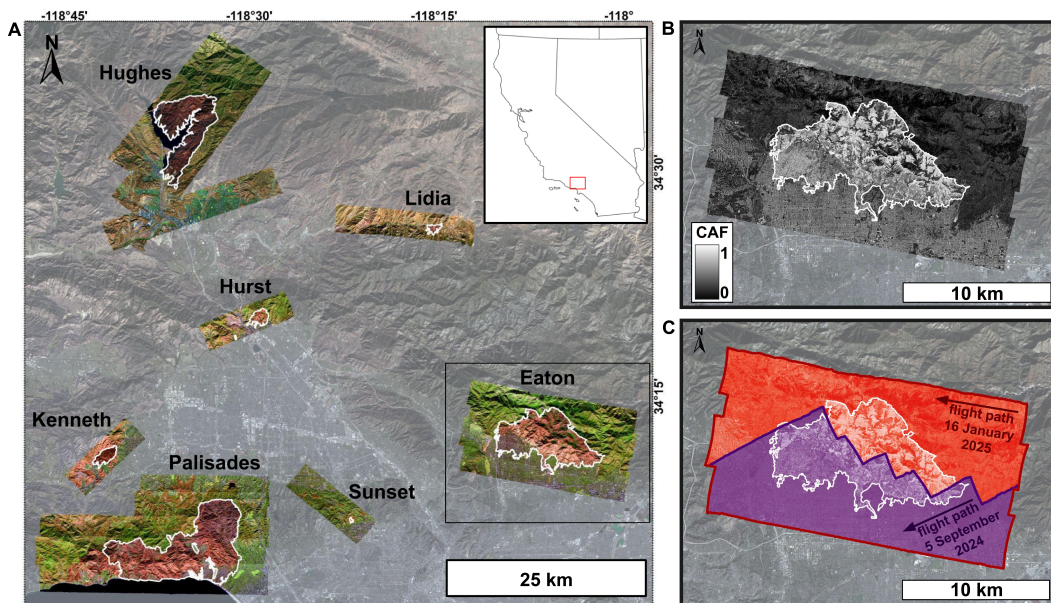 A
-118°45'
-118°30'
-118°15'
-118°
N
Hughes
Lidia
Hurst
Eaton
Kenneth
Palisades
Sunset
34°30'
34°15'
25 km
B
N
CAF
1
0
10 km
C
N
flight path
16 January
2025
flight path
5 September
2024
10 km